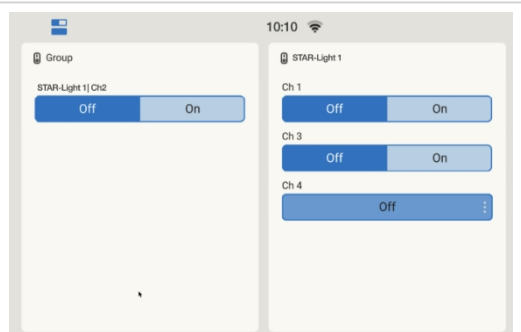 10:10
Group
STAR-Light 1| Ch2
Off On
STAR-Light 1
Ch 1
Off On
Ch 3
Off On
Ch 4
Off